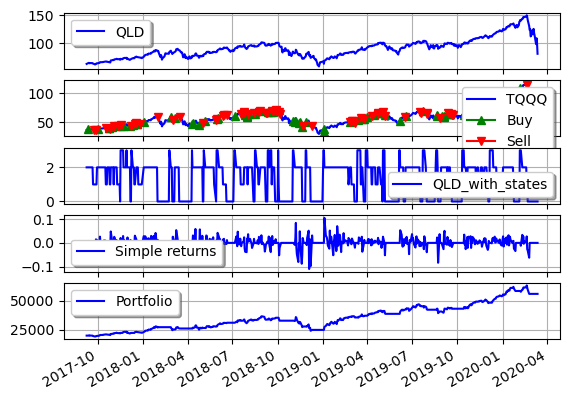 150
QLD
100
100
TQQQ
Buy
50
Sell
2
QLD_with_states
0
0.1
0.0
Simple returns
−0.1
Portfolio
50000
25000
2017-10 2018-01 2018-04 2018-07 2018-10 2019-01 2019-04 2019-07 2019-10 2020-01 2020-04